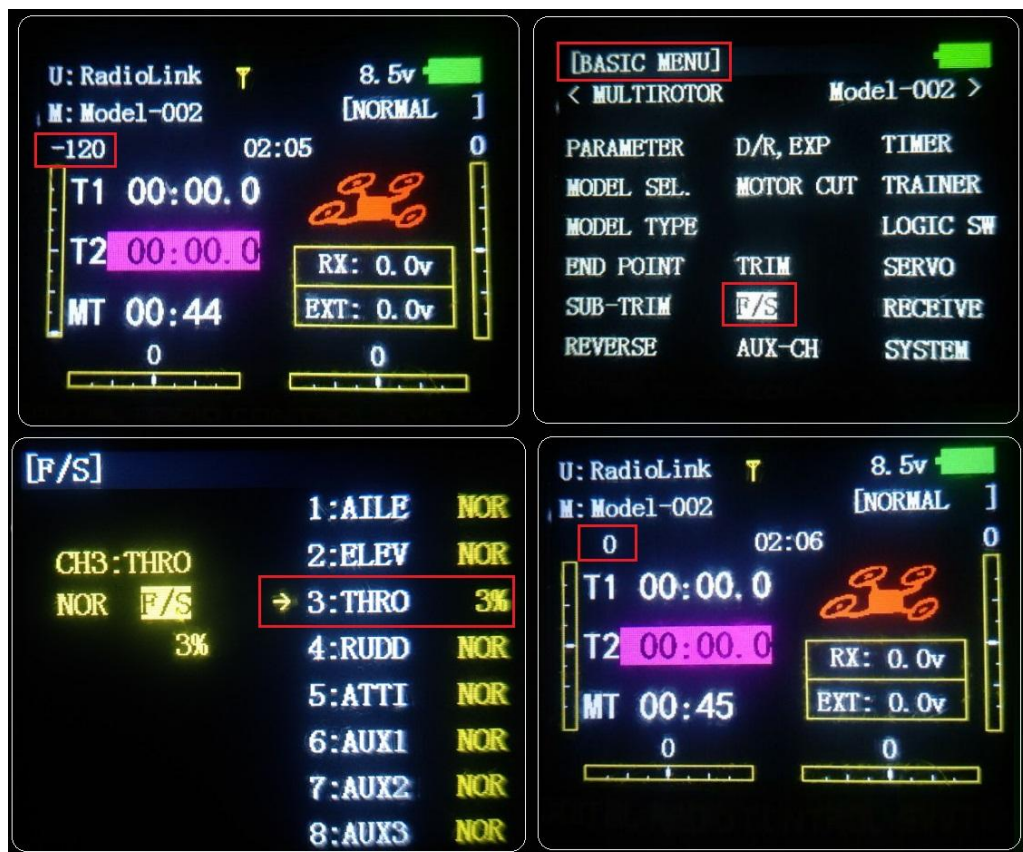 U:RadioLink 8.5v
M:Model-002 [NORMAL ]
-120 02:05 0
T1 00:00.0
T2 00:00.0
RX: 0.0v
MT 00:44
EXT: 0.0v
0 0
[BASIC MENU]
< MULTIROTOR Model-002 >
PARAMETER D/R,EXP TIMER
MODEL SEL. MOTOR CUT TRAINER
MODEL TYPE LOGIC SW
END POINT TRIM SERVO
SUB-TRIM F/S RECEIVE
REVERSE AUX-CH SYSTEM
[F/S]
CH3:THRO
NOR F/S
3%
1:AILE NOR
2:ELEV NOR
→ 3:THRO 3%
4:RUDD NOR
5:ATTI NOR
6:AUX1 NOR
7:AUX2 NOR
8:AUX3 NOR
U:RadioLink 8.5v
M:Model-002 [NORMAL ]
0 02:06 0
T1 00:00.0
T2 00:00.0
RX: 0.0v
MT 00:45
EXT: 0.0v
0 0